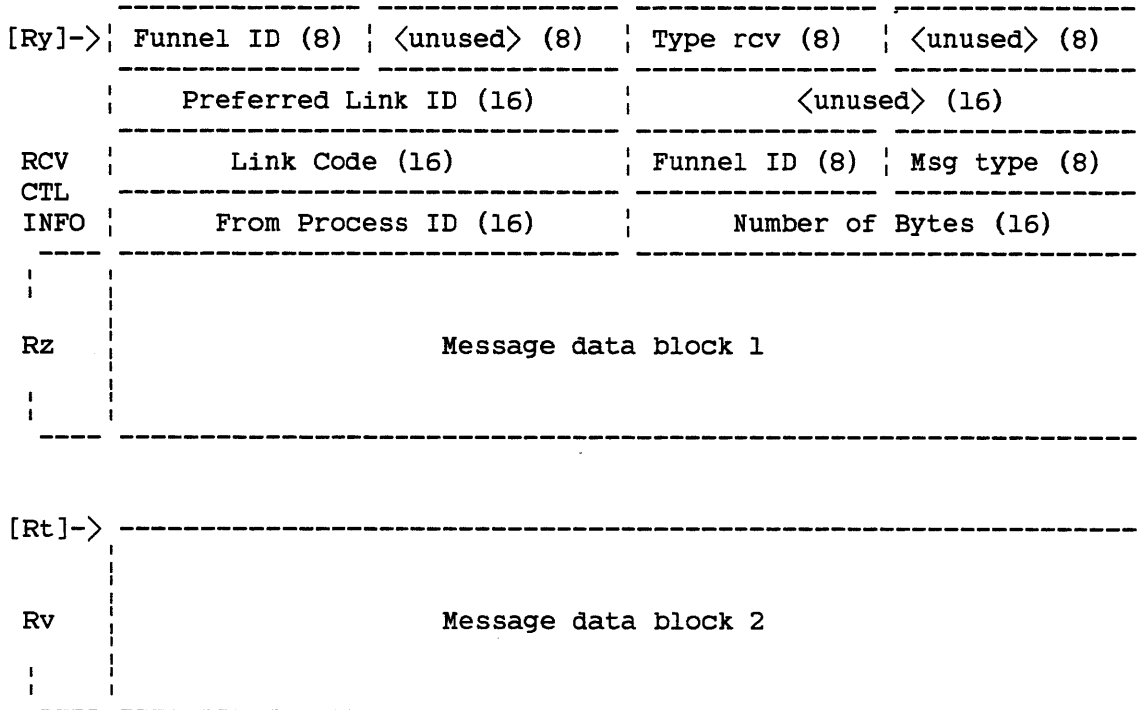 [Ry]->¦ Funnel ID (8) ¦ <unused> (8) ¦ Type rcv (8) ¦ <unused> (8)
¦ Preferred Link ID (16) ¦ <unused> (16)
RCV ¦ Link Code (16) ¦ Funnel ID (8) ¦ Msg type (8)
CTL
INFO ¦ From Process ID (16) ¦ Number of Bytes (16)
Rz Message data block 1
[Rt]->
Rv Message data block 2